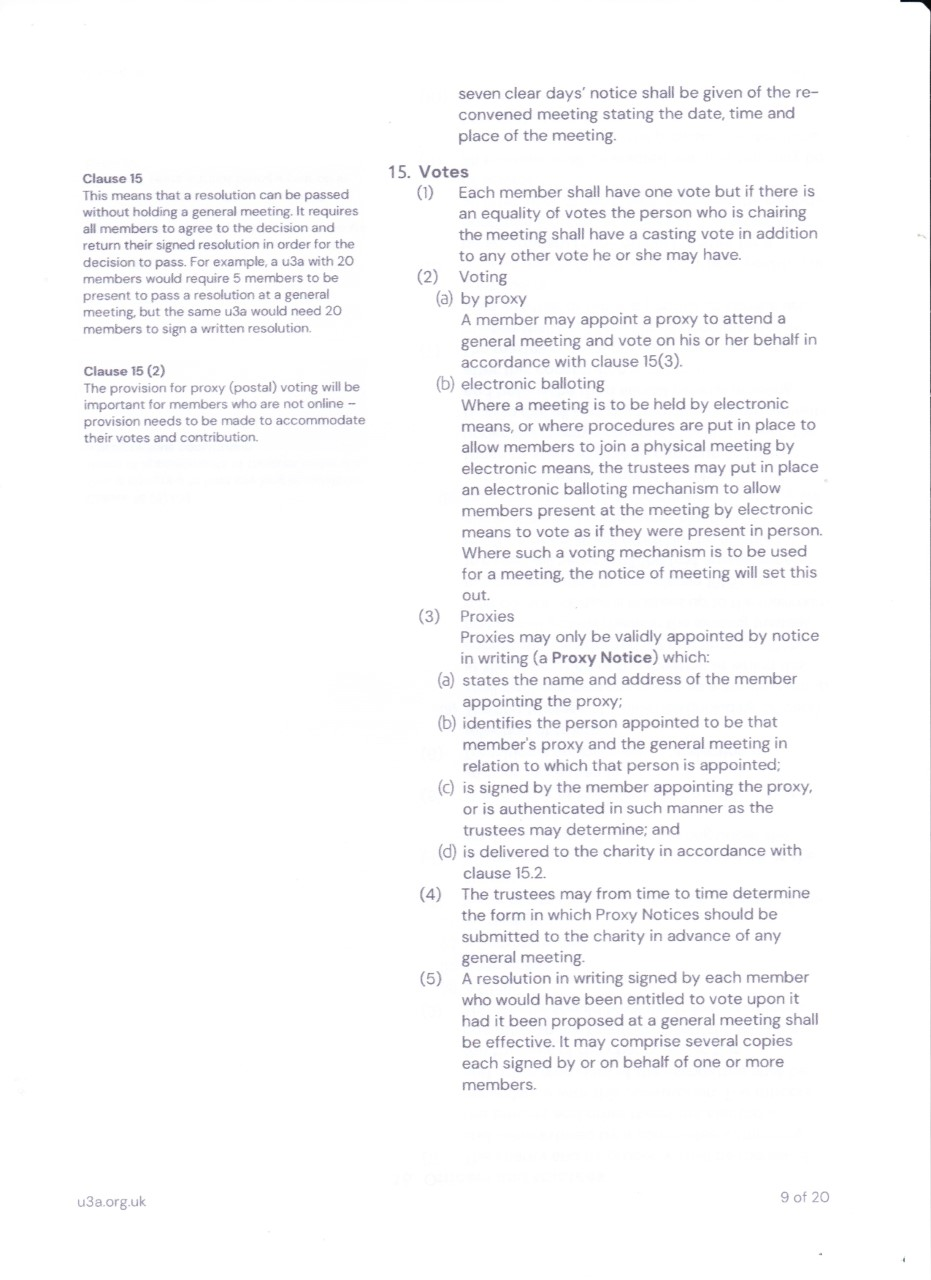 seven clear days' notice shall be given of the re-
convened meeting stating the date, time and
place of the meeting.
Clause 15
This means that a resolution can be passed
without holding a general meeting. It requires
all members to agree to the decision and
return their signed resolution in order for the
decision to pass. For example, a u3a with 20
members would require 5 members to be
present to pass a resolution at a general
meeting, but the same u3a would need 20
members to sign a written resolution.
Clause 15 (2)
The provision for proxy (postal) voting will be
important for members who are not online –
provision needs to be made to accommodate
their votes and contribution.
15. Votes
(1) Each member shall have one vote but if there is
an equality of votes the person who is chairing
the meeting shall have a casting vote in addition
to any other vote he or she may have.
(2) Voting
(a) by proxy
A member may appoint a proxy to attend a
general meeting and vote on his or her behalf in
accordance with clause 15(3).
(b) electronic balloting
Where a meeting is to be held by electronic
means, or where procedures are put in place to
allow members to join a physical meeting by
electronic means, the trustees may put in place
an electronic balloting mechanism to allow
members present at the meeting by electronic
means to vote as if they were present in person.
Where such a voting mechanism is to be used
for a meeting, the notice of meeting will set this
out.
(3) Proxies
Proxies may only be validly appointed by notice
in writing (a Proxy Notice) which:
(a) states the name and address of the member
appointing the proxy;
(b) identifies the person appointed to be that
member's proxy and the general meeting in
relation to which that person is appointed;
(c) is signed by the member appointing the proxy,
or is authenticated in such manner as the
trustees may determine; and
(d) is delivered to the charity in accordance with
clause 15.2.
(4) The trustees may from time to time determine
the form in which Proxy Notices should be
submitted to the charity in advance of any
general meeting.
(5) A resolution in writing signed by each member
who would have been entitled to vote upon it
had it been proposed at a general meeting shall
be effective. It may comprise several copies
each signed by or on behalf of one or more
members.
u3a.org.uk
9 of 20